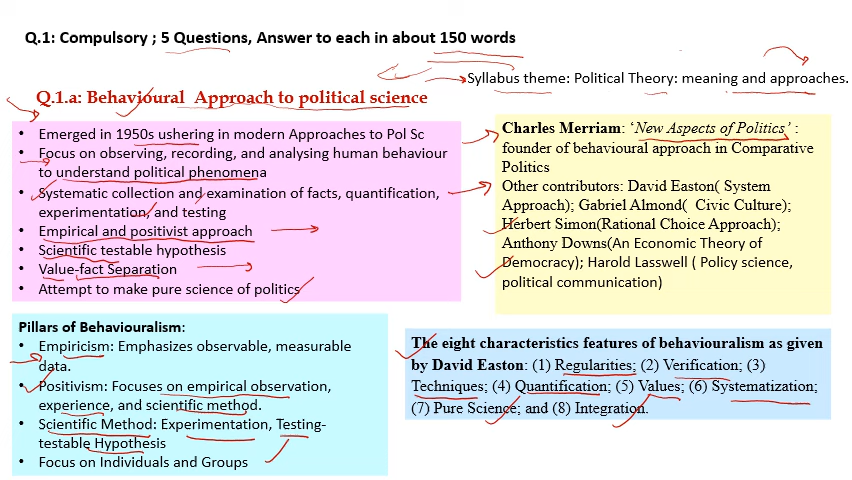 Q.1: Compulsory ; 5 Questions, Answer to each in about 150 words
Syllabus theme: Political Theory: meaning and approaches.
Q.1.a: Behavioural Approach to political science
• Emerged in 1950s ushering in modern Approaches to Pol Sc
• Focus on observing, recording, and analysing human behaviour
to understand political phenomena
• Systematic collection and examination of facts, quantification,
experimentation, and testing
• Empirical and positivist approach
• Scientific testable hypothesis
• Value-fact Separation
• Attempt to make pure science of politics
Charles Merriam: ‘New Aspects of Politics’ :
founder of behavioural approach in Comparative
Politics
Other contributors: David Easton( System
Approach); Gabriel Almond( Civic Culture);
Herbert Simon(Rational Choice Approach);
Anthony Downs(An Economic Theory of
Democracy); Harold Lasswell ( Policy science,
political communication)
Pillars of Behaviouralism:
• Empiricism: Emphasizes observable, measurable
data.
• Positivism: Focuses on empirical observation,
experience, and scientific method.
• Scientific Method: Experimentation, Testing-
testable Hypothesis
• Focus on Individuals and Groups
The eight characteristics features of behaviouralism as given
by David Easton: (1) Regularities; (2) Verification; (3)
Techniques; (4) Quantification; (5) Values; (6) Systematization;
(7) Pure Science; and (8) Integration.